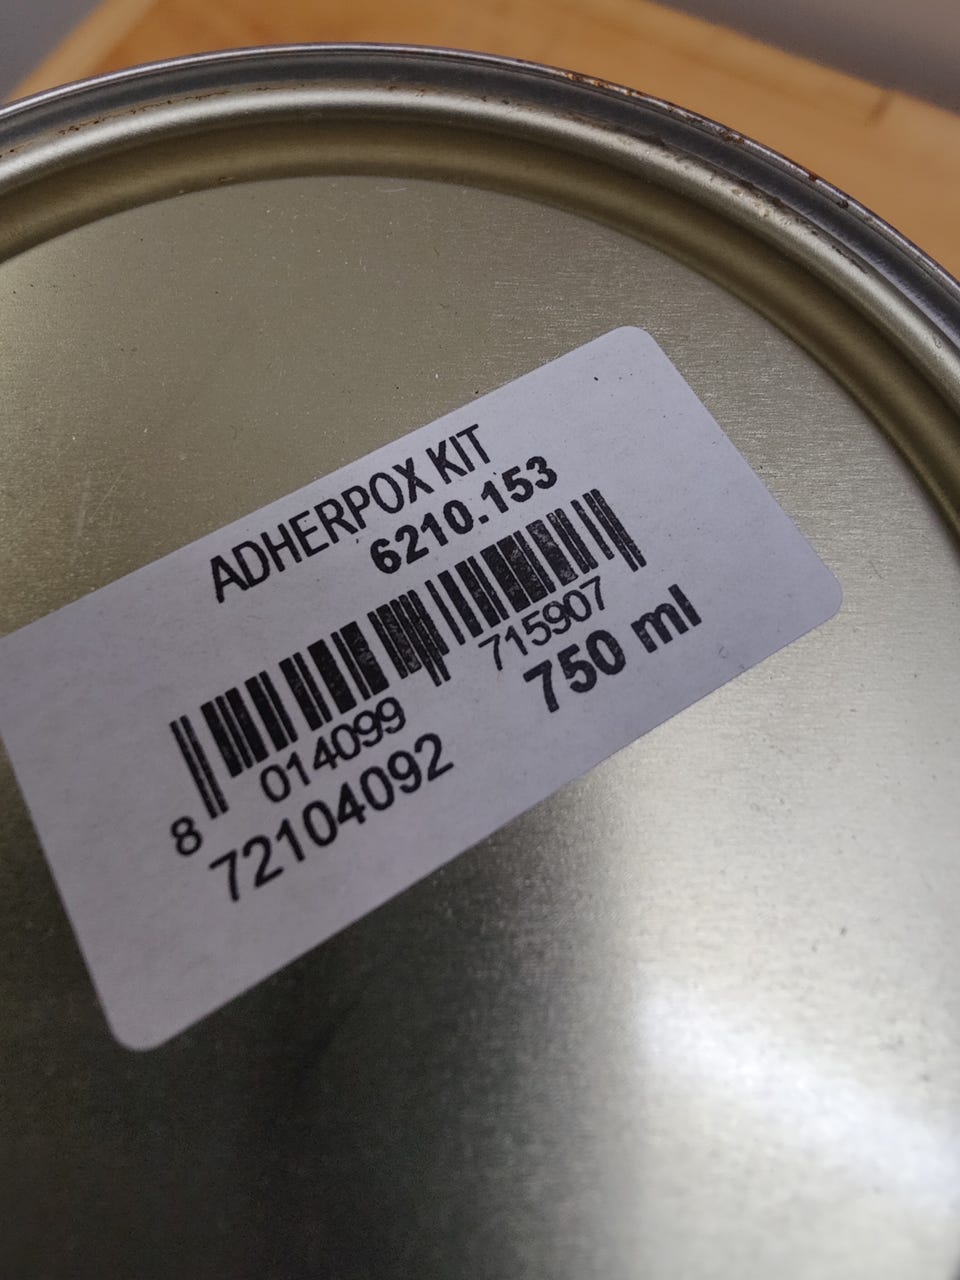 ADHERPOX KIT
6210.153
8 014099 715907
72104092 750 ml